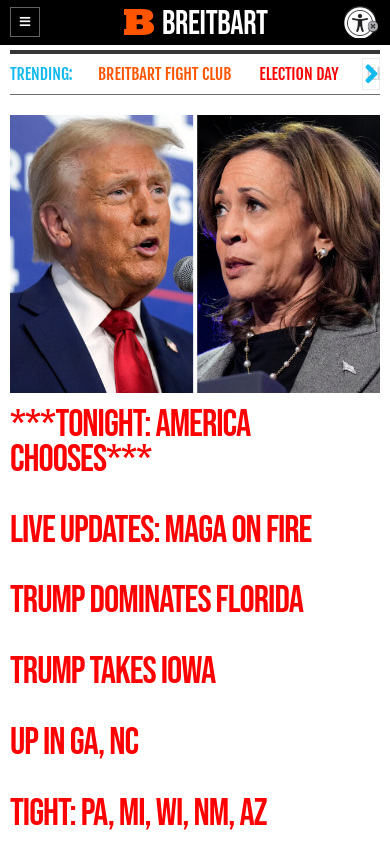 B BREITBART
TRENDING: BREITBART FIGHT CLUB ELECTION DAY
***TONIGHT: AMERICA
CHOOSES***
LIVE UPDATES: MAGA ON FIRE
TRUMP DOMINATES FLORIDA
TRUMP TAKES IOWA
UP IN GA, NC
TIGHT: PA, MI, WI, NM, AZ